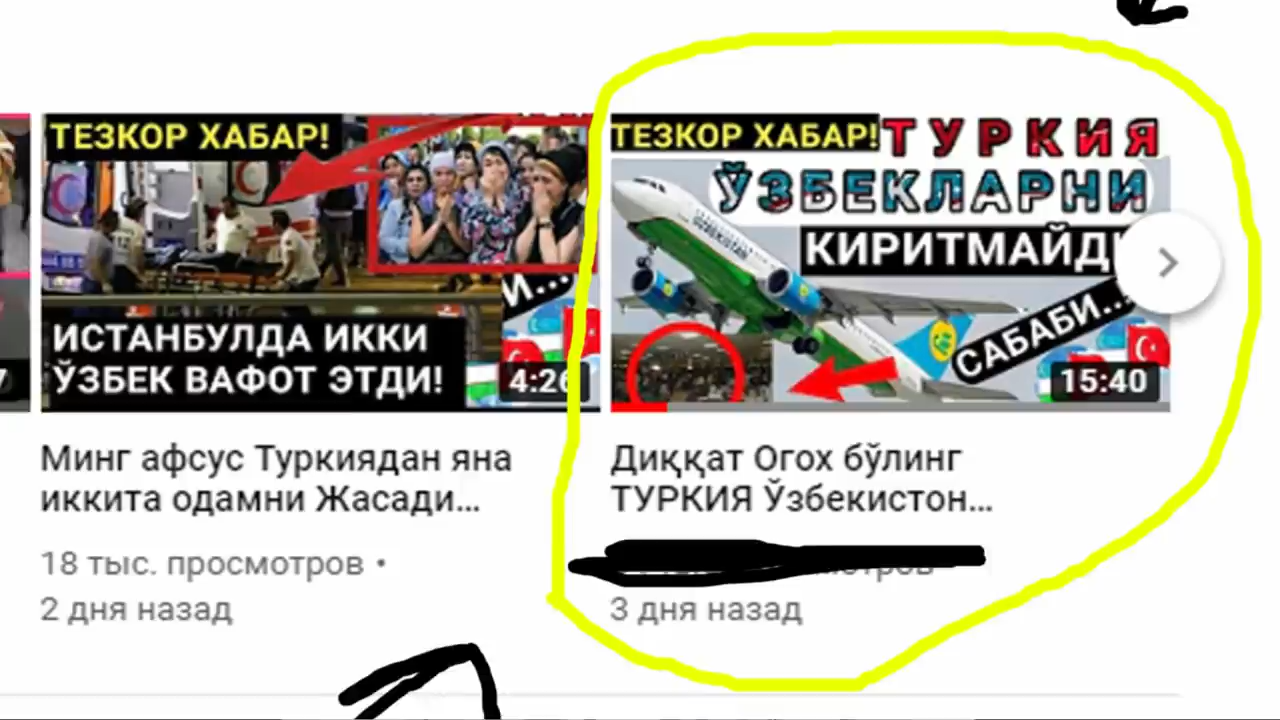 ТЕЗКОР ХАБАР!
И...
ИСТАНБУЛДА ИККИ
ЎЗБЕК ВАФОТ ЭТДИ!
4:26
Минг афсус Туркиядан яна
иккита одамни Жасади...
18 тыс. просмотров •
2 дня назад
ТЕЗКОР ХАБАР!
ТУРКИЯ
ЎЗБЕКЛАРНИ
КИРИТМАЙД
САБАБИ...
15:40
Диққат Огох бўлинг
ТУРКИЯ Ўзбекистон...
3 дня назад